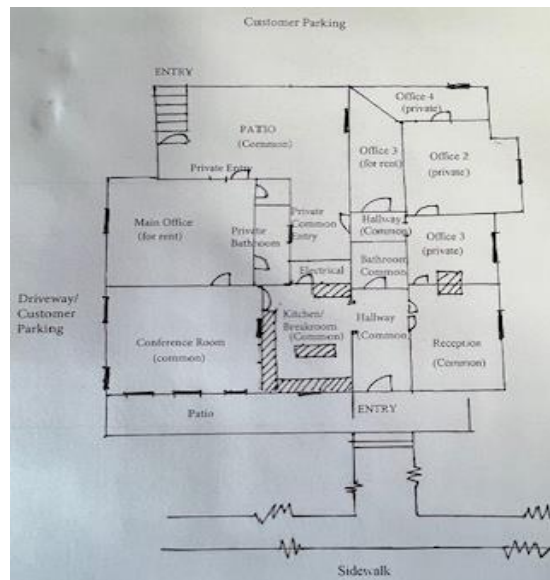 Customer Parking
ENTRY
Office 4
(private)
PATIO
(Common)
Office 3
(for rent)
Office 2
(private)
Private Entry
Main Office
(for rent)
Private
Bathroom
Private
Common
Entry
Hallway
(Common)
Office 3
(private)
Electrical
Bathroom
Common
Driveway/
Customer
Parking
Conference Room
(common)
Kitchen/
Breakroom
(Common)
Hallway
(Common)
Reception
(Common)
Patio
ENTRY
Sidewalk